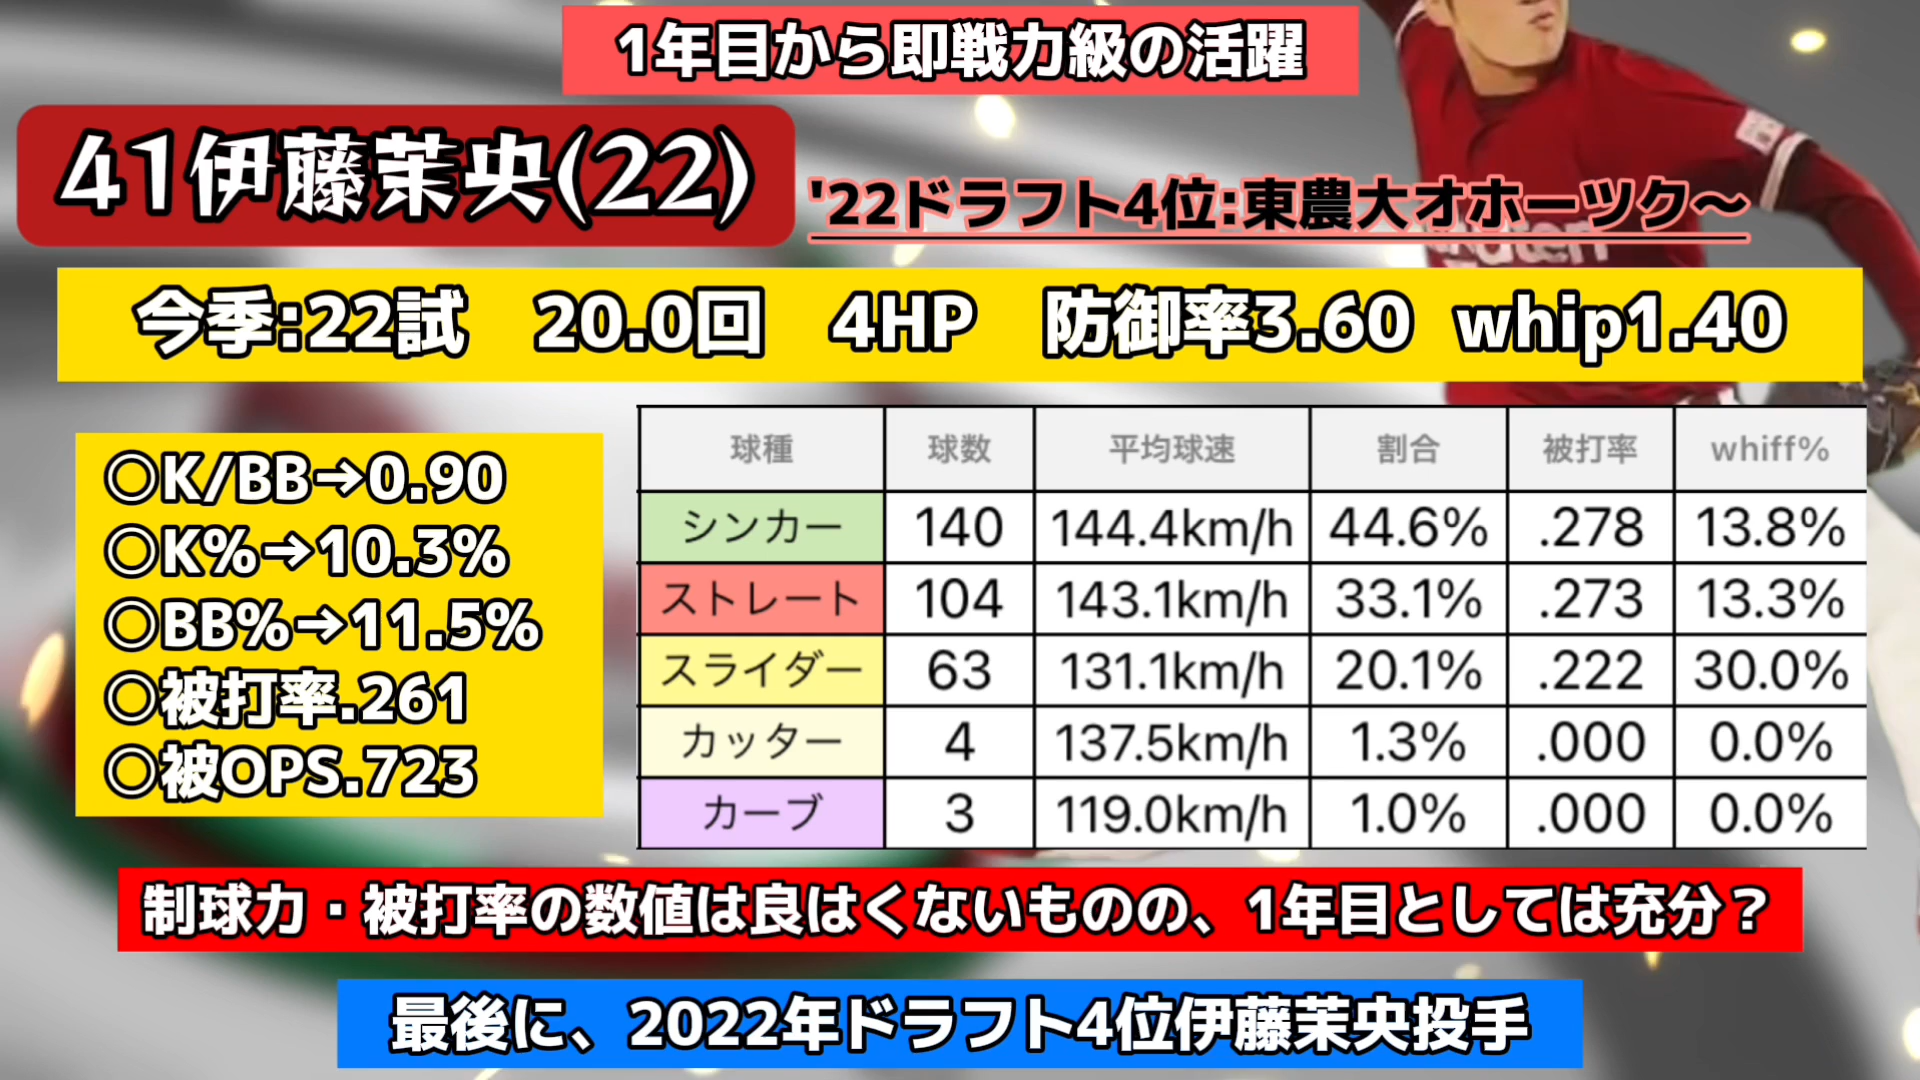 1年目から即戦力級の活躍
41伊藤茉央(22)
'22ドラフト4位:東農大オホーツク～
今季:22試 20.0回 4HP 防御率3.60 whip1.40
○K/BB→0.90
○K%→10.3%
○BB%→11.5%
○被打率.261
○被OPS.723
球種 球数 平均球速 割合 被打率 whiff%
シンカー 140 144.4km/h 44.6% .278 13.8%
ストレート 104 143.1km/h 33.1% .273 13.3%
スライダー 63 131.1km/h 20.1% .222 30.0%
カッター 4 137.5km/h 1.3% .000 0.0%
カーブ 3 119.0km/h 1.0% .000 0.0%
制球力・被打率の数値は良はくないものの、1年目としては充分？
最後に、2022年ドラフト4位伊藤茉央投手